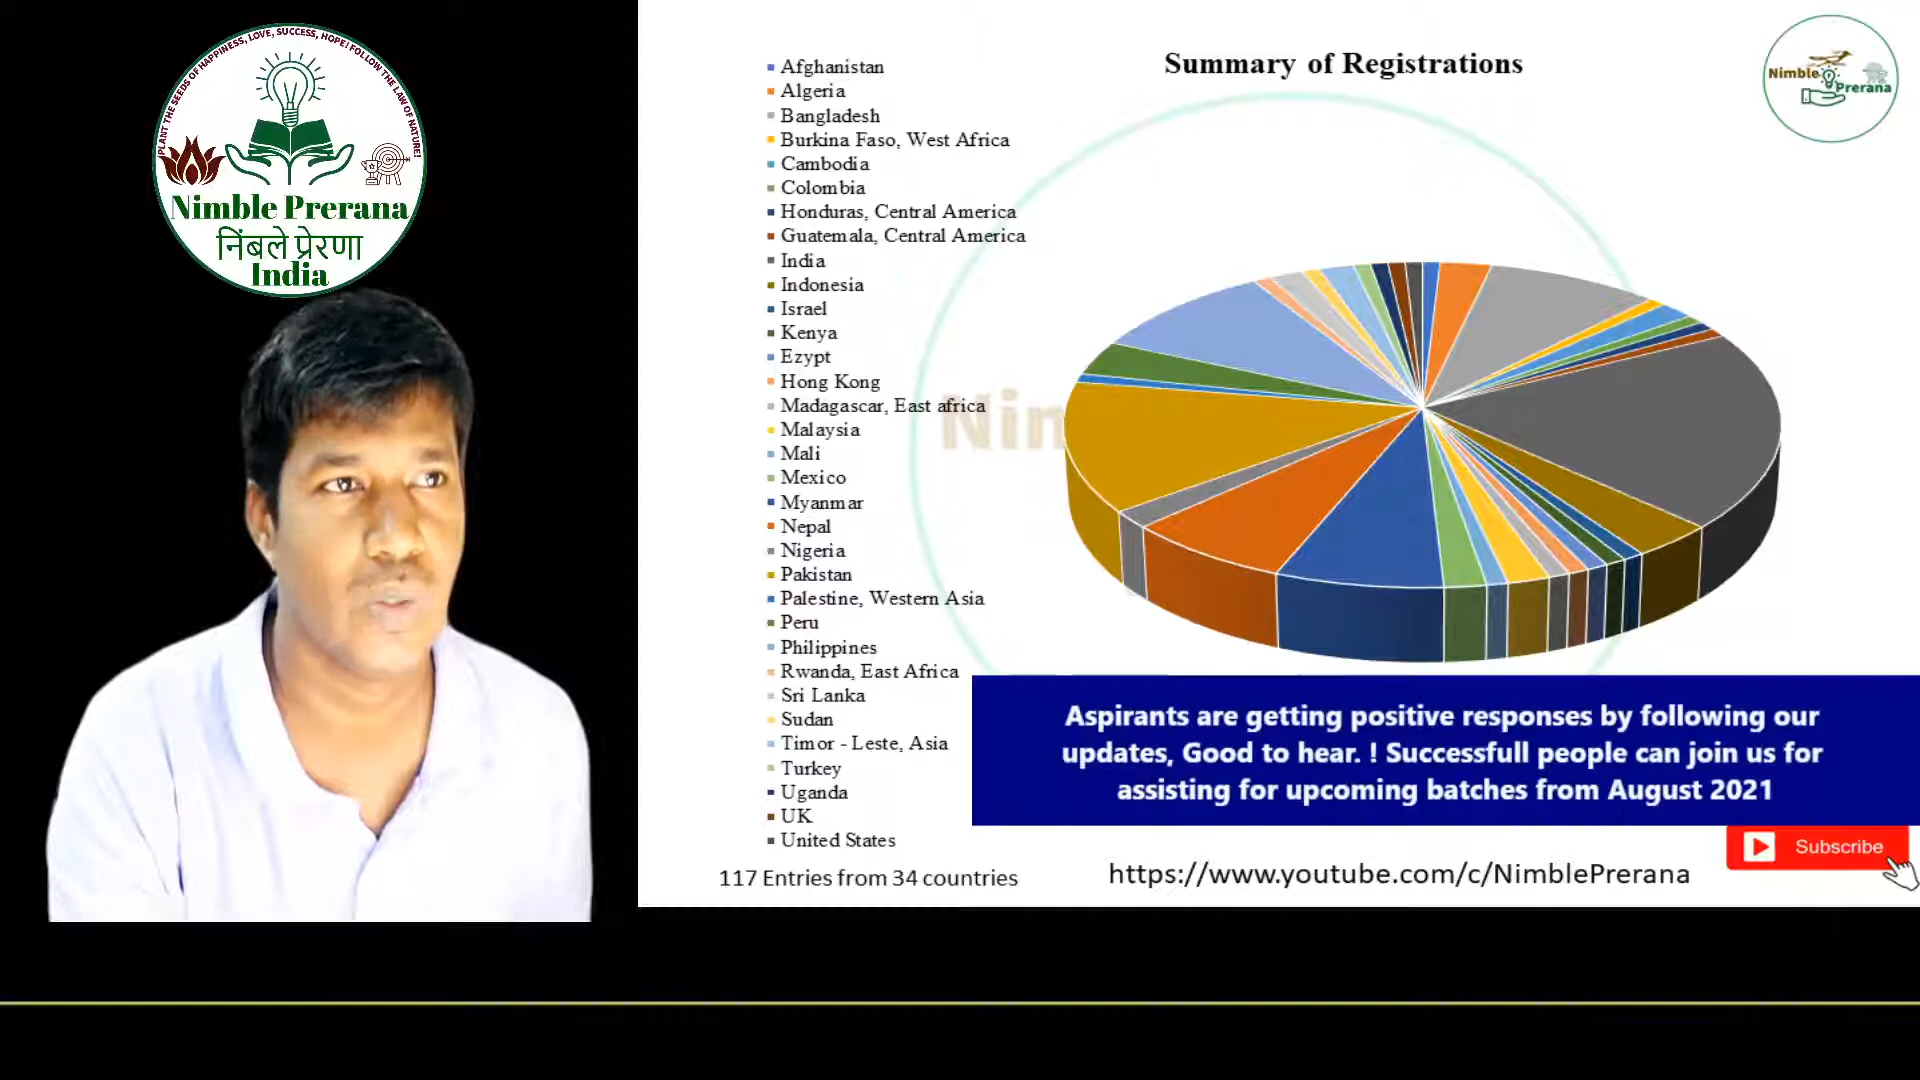 PLANT THE SEEDS OF HAPPINESS, LOVE, SUCCESS, HOPE! FOLLOW THE LAW OF NATURE!
Nimble Prerana
निंबले प्रेरणा
India
Summary of Registrations
Nimble
Prerana
Afghanistan
Algeria
Bangladesh
Burkina Faso, West Africa
Cambodia
Colombia
Honduras, Central America
Guatemala, Central America
India
Indonesia
Israel
Kenya
Ezypt
Hong Kong
Madagascar, East africa
Malaysia
Mali
Mexico
Myanmar
Nepal
Nigeria
Pakistan
Palestine, Western Asia
Peru
Philippines
Rwanda, East Africa
Sri Lanka
Sudan
Timor - Leste, Asia
Turkey
Uganda
UK
United States
Nim
Aspirants are getting positive responses by following our
updates, Good to hear. ! Successfull people can join us for
assisting for upcoming batches from August 2021
Subscribe
117 Entries from 34 countries
https://www.youtube.com/c/NimblePrerana